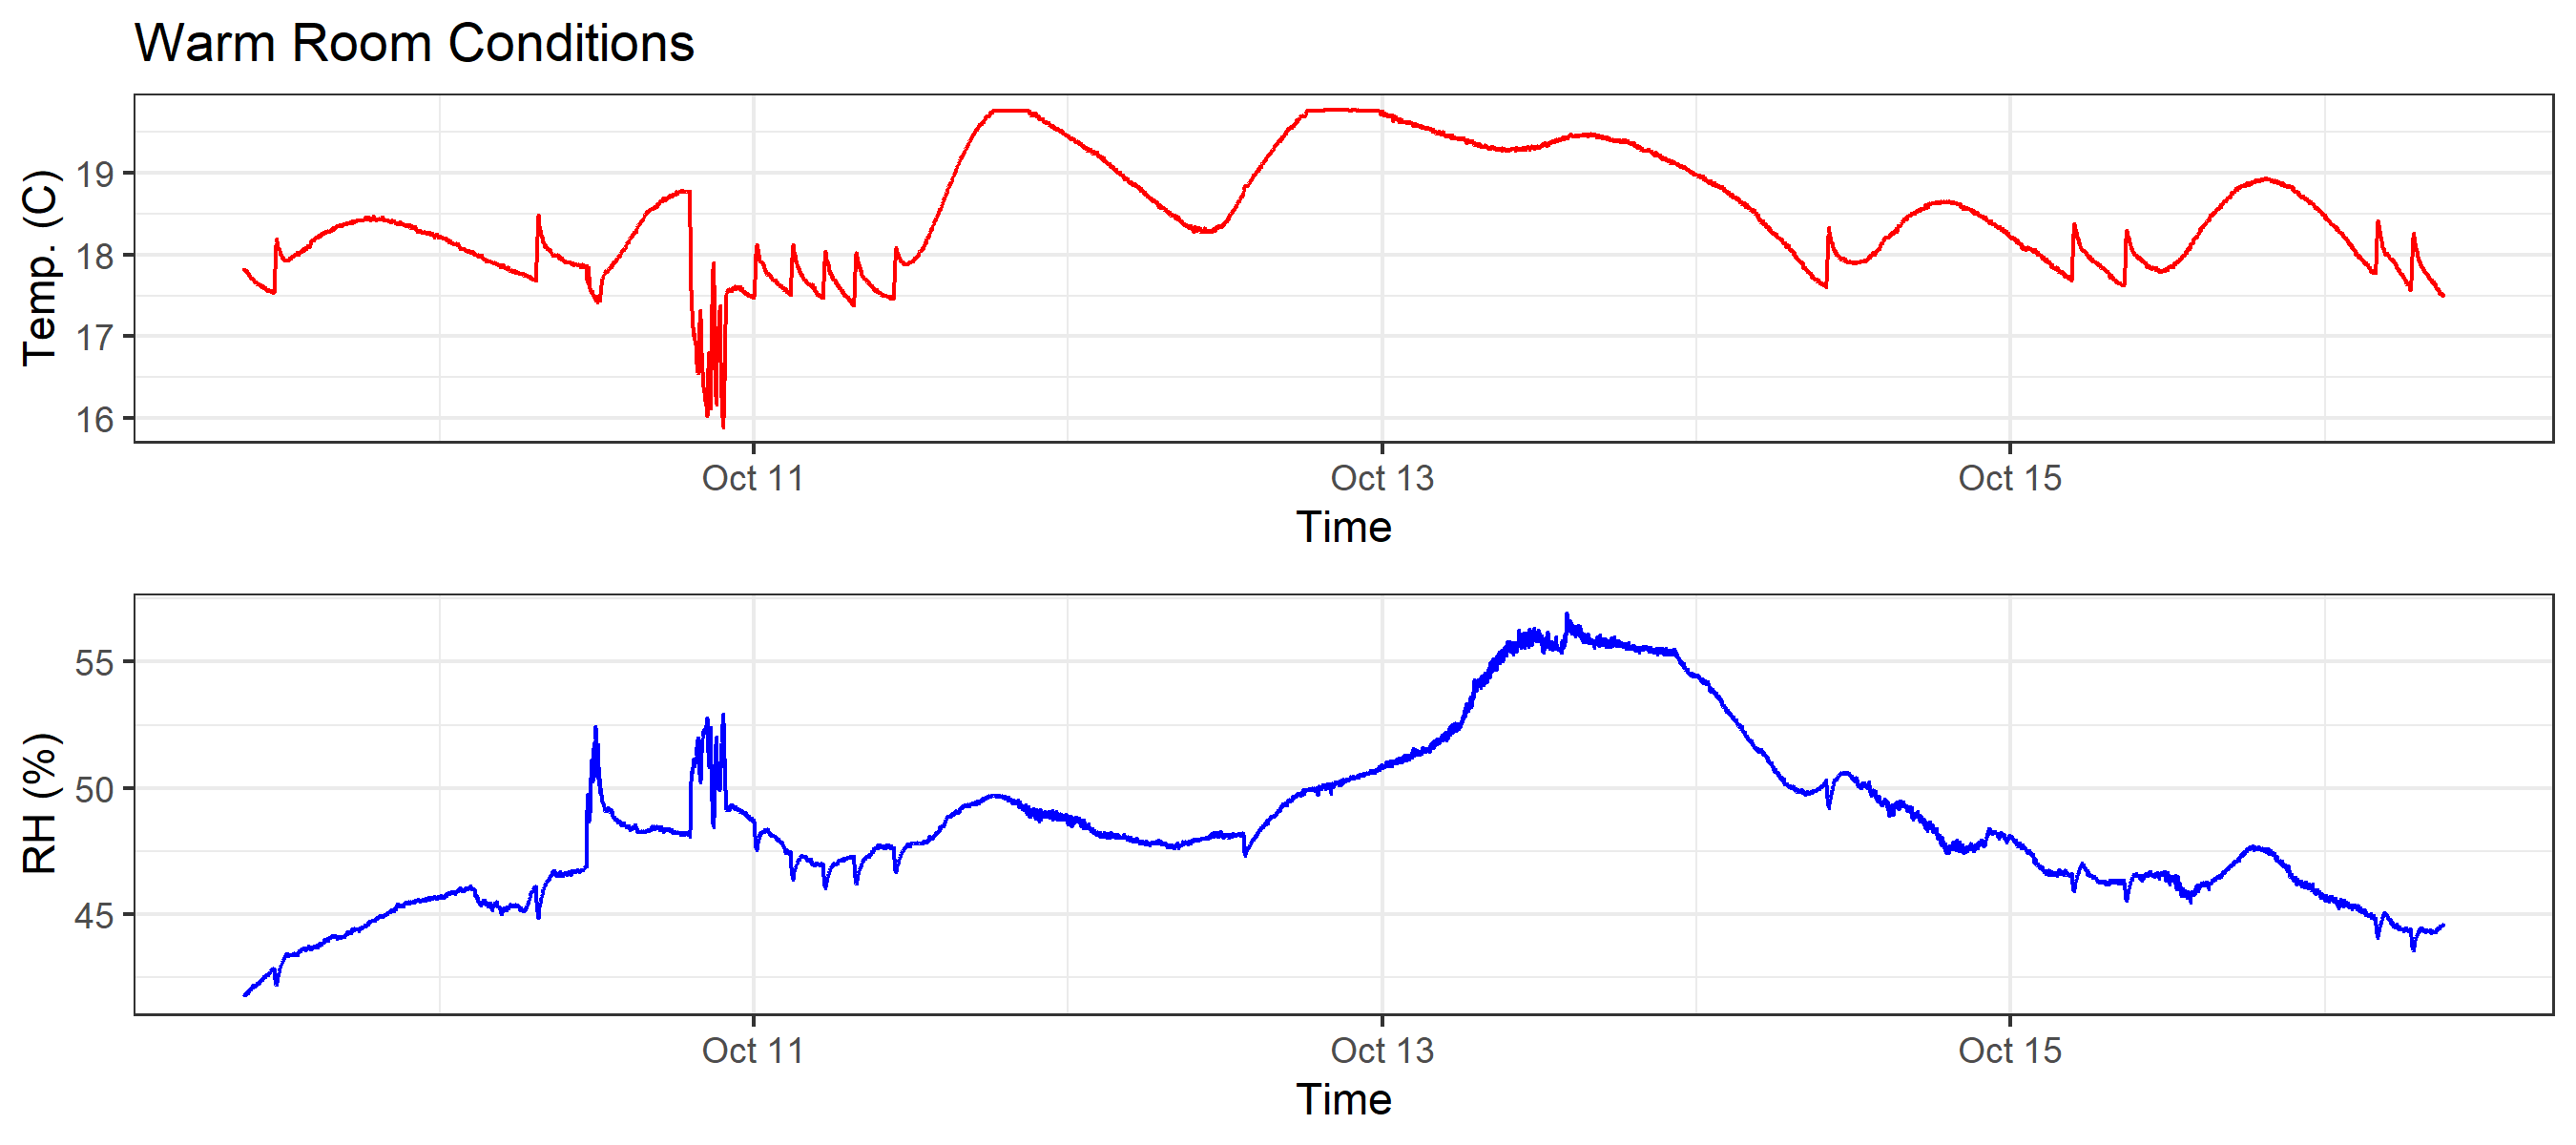 Warm Room Conditions
Temp. (C)
19
18
17
16
Oct 11 Oct 13 Oct 15
Time
RH (%)
55
50
45
Oct 11 Oct 13 Oct 15
Time